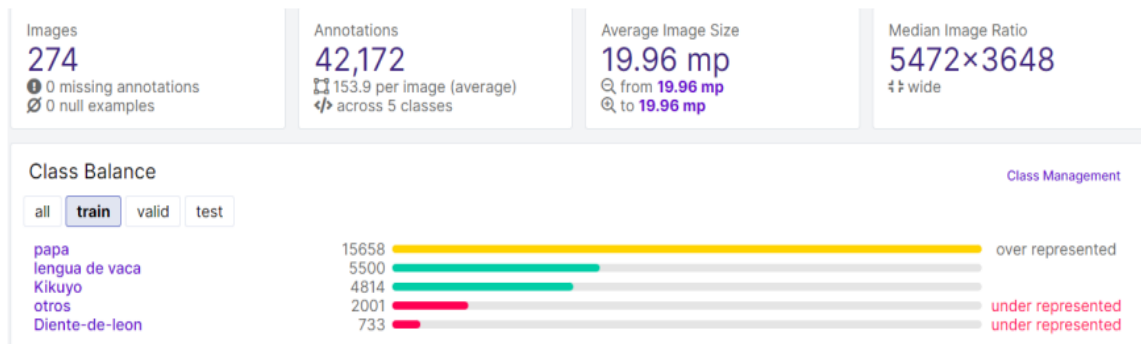 Images
274
0 missing annotations
0 null examples
Annotations
42,172
153.9 per image (average)
</> across 5 classes
Average Image Size
19.96 mp
from 19.96 mp
to 19.96 mp
Median Image Ratio
5472×3648
wide
Class Balance
Class Management
all train valid test
papa 15658 over represented
lengua de vaca 5500
Kikuyo 4814
otros 2001 under represented
Diente-de-leon 733 under represented